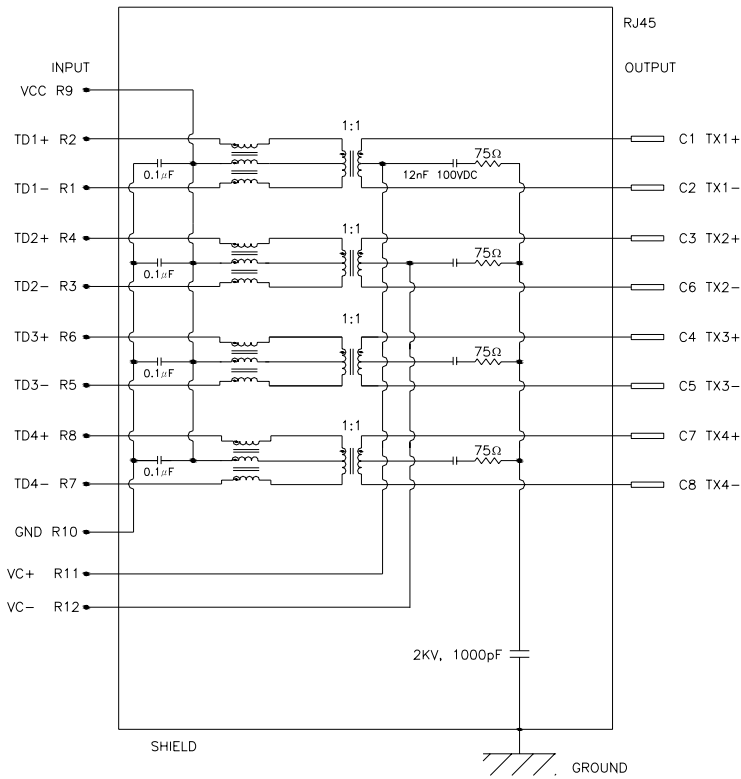 RJ45
INPUT
OUTPUT
VCC R9
1:1
TD1+ R2
C1 TX1+
75Ω
0.1μF
12nF 100VDC
TD1− R1
C2 TX1−
1:1
TD2+ R4
C3 TX2+
75Ω
0.1μF
TD2− R3
C6 TX2−
1:1
TD3+ R6
C4 TX3+
75Ω
0.1μF
TD3− R5
C5 TX3−
1:1
TD4+ R8
C7 TX4+
75Ω
0.1μF
TD4− R7
C8 TX4−
GND R10
VC+ R11
VC− R12
2KV, 1000pF
SHIELD
GROUND